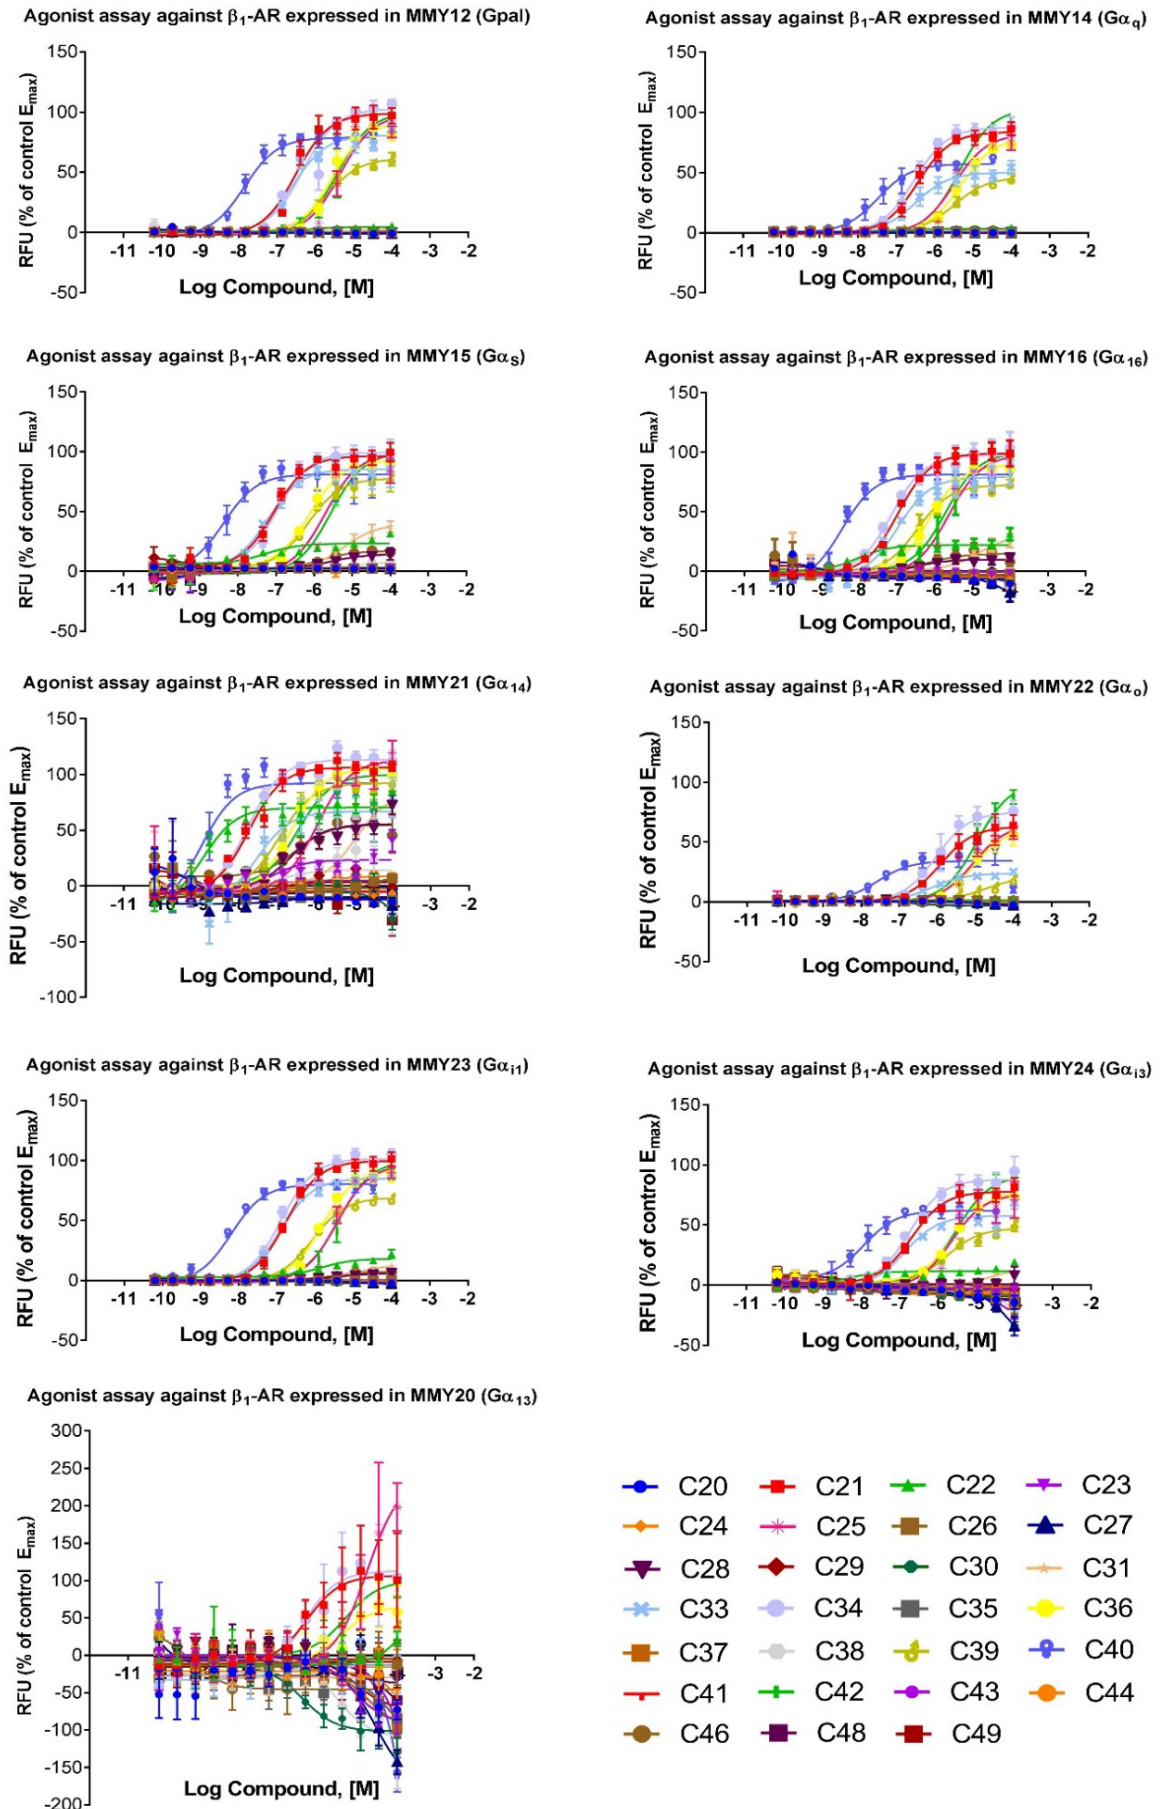 Agonist assay against β1-AR expressed in MMY12 (Gpal)
150
100
50
0
-50
-11 -10 -9 -8 -7 -6 -5 -4 -3 -2
RFU (% of control Emax)
Log Compound, [M]
Agonist assay against β1-AR expressed in MMY14 (Gαq)
150
100
50
0
-50
-11 -10 -9 -8 -7 -6 -5 -4 -3 -2
RFU (% of control Emax)
Log Compound, [M]
Agonist assay against β1-AR expressed in MMY15 (GαS)
150
100
50
0
-50
-11 -10 -9 -8 -7 -6 -5 -4 -3 -2
RFU (% of control Emax)
Log Compound, [M]
Agonist assay against β1-AR expressed in MMY16 (Gα16)
150
100
50
0
-50
-11 -10 -9 -8 -7 -6 -5 -4 -3 -2
RFU (% of control Emax)
Log Compound, [M]
Agonist assay against β1-AR expressed in MMY21 (Gα14)
150
100
50
0
-50
-100
-11 -10 -9 -8 -7 -6 -5 -4 -3 -2
RFU (% of control Emax)
Log Compound, [M]
Agonist assay against β1-AR expressed in MMY22 (Gαo)
150
100
50
0
-50
-11 -10 -9 -8 -7 -6 -5 -4 -3 -2
RFU (% of control Emax)
Log Compound, [M]
Agonist assay against β1-AR expressed in MMY23 (Gαi1)
150
100
50
0
-50
-11 -10 -9 -8 -7 -6 -5 -4 -3 -2
RFU (% of control Emax)
Log Compound, [M]
Agonist assay against β1-AR expressed in MMY24 (Gαi3)
150
100
50
0
-50
-11 -10 -9 -8 -7 -6 -5 -4 -3 -2
RFU (% of control Emax)
Log Compound, [M]
Agonist assay against β1-AR expressed in MMY20 (Gα13)
300
250
200
150
100
50
0
-50
-100
-150
-200
-11 -3 -2
RFU (% of control Emax)
Log Compound, [M]
C20 C21 C22 C23
C24 C25 C26 C27
C28 C29 C30 C31
C33 C34 C35 C36
C37 C38 C39 C40
C41 C42 C43 C44
C46 C48 C49